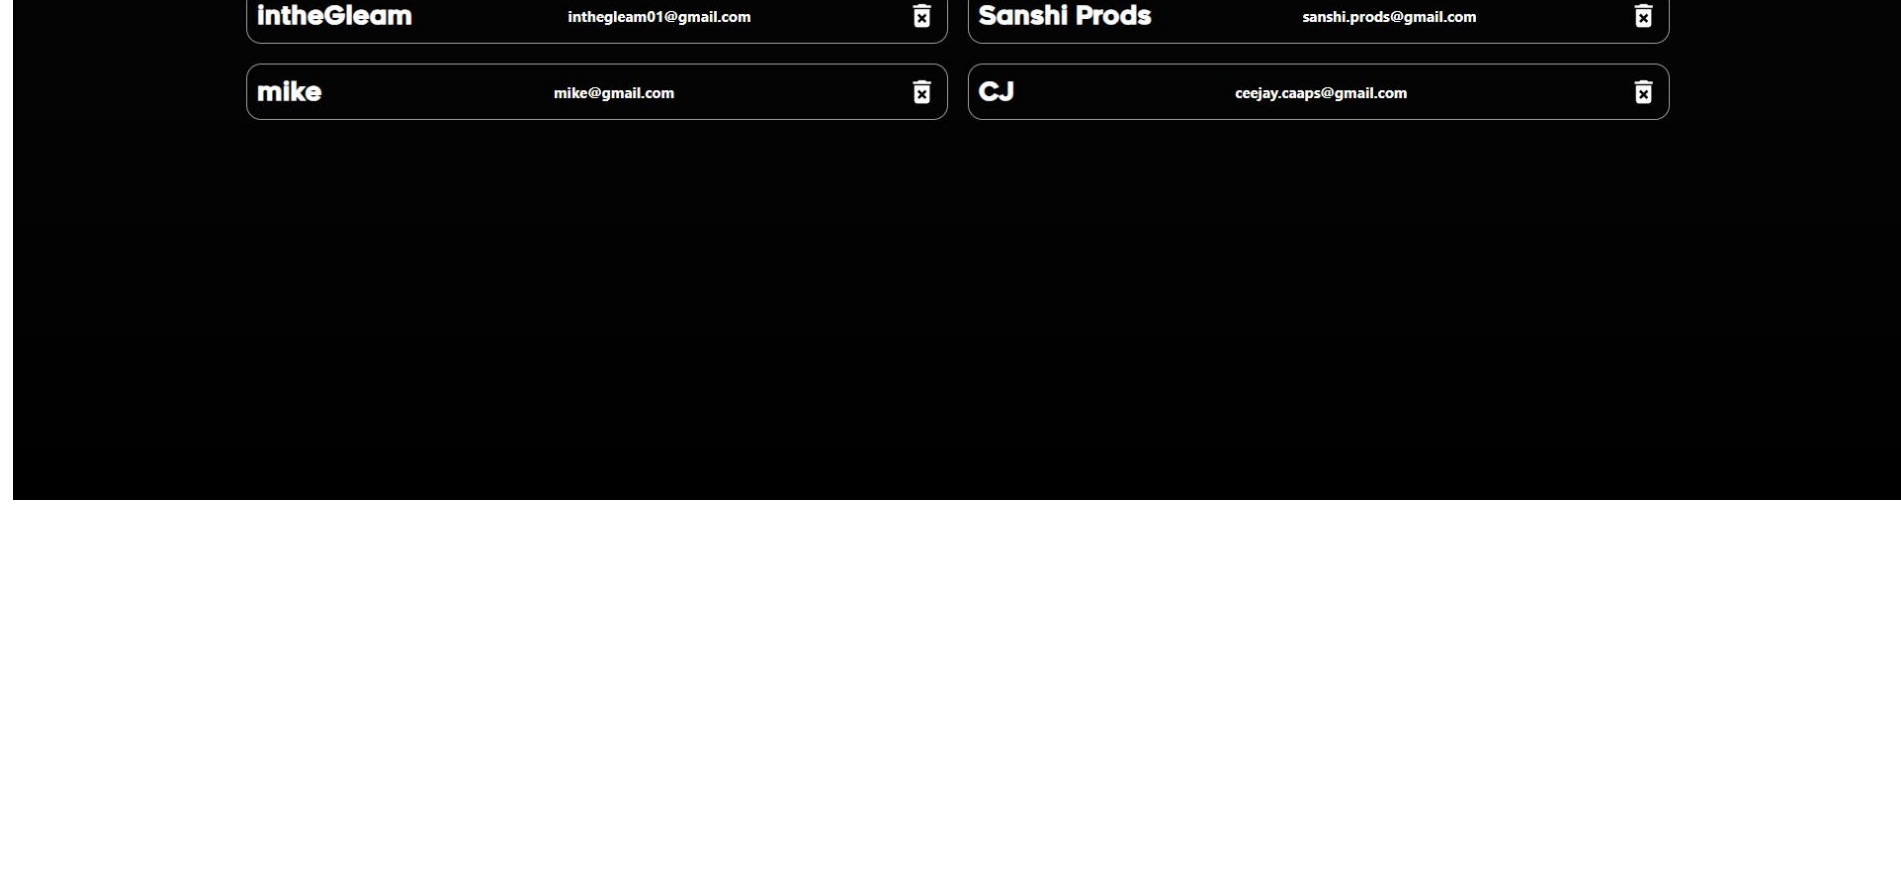 intheGleam inthegleam01@gmail.com
Sanshi Prods sanshi.prods@gmail.com
mike mike@gmail.com
CJ ceejay.caaps@gmail.com